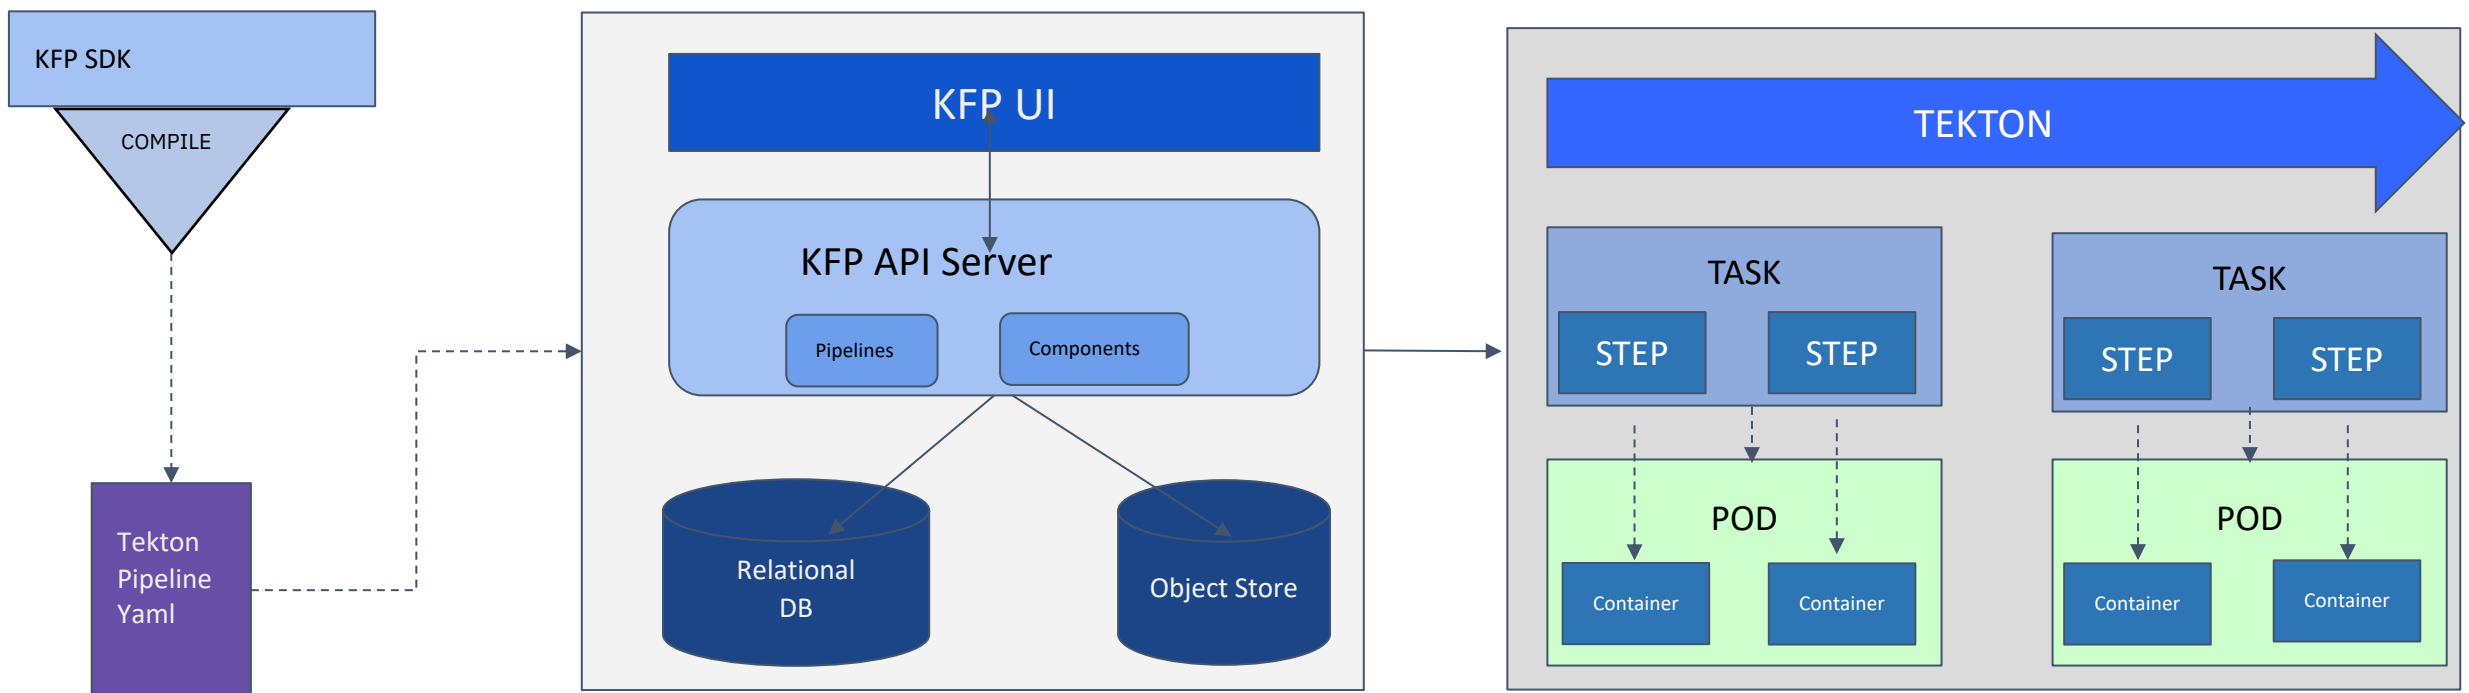 KFP SDK
COMPILE
Tekton
Pipeline
Yaml
KFP UI
KFP API Server
Pipelines
Components
Relational
DB
Object Store
TEKTON
TASK
STEP
STEP
POD
Container
Container
TASK
STEP
STEP
POD
Container
Container